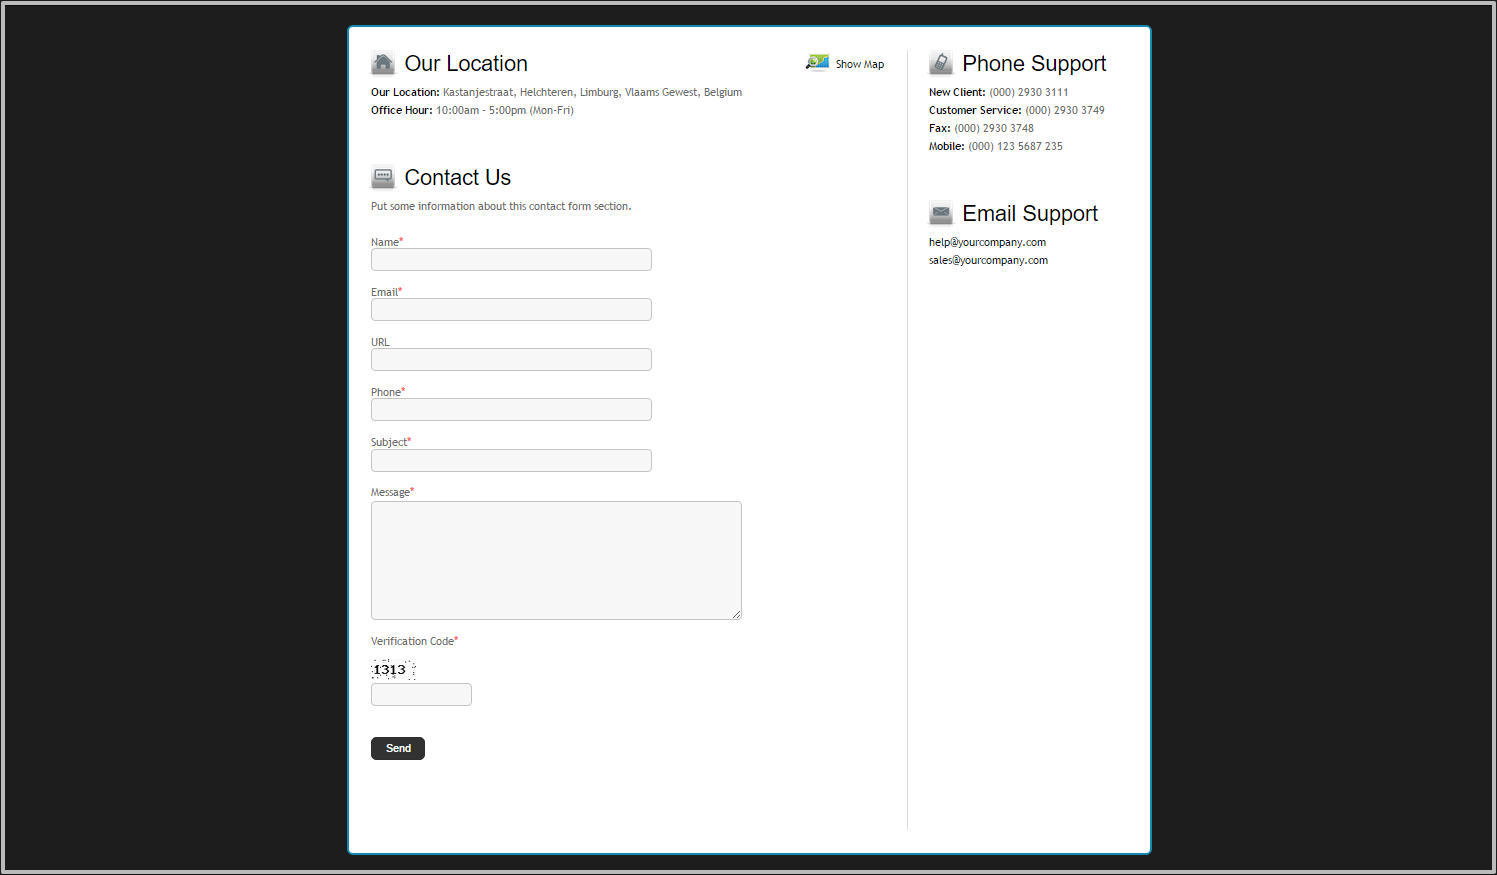 Our Location
Show Map
Our Location: Kastanjestraat, Helchteren, Limburg, Vlaams Gewest, Belgium
Office Hour: 10:00am - 5:00pm (Mon-Fri)
Contact Us
Put some information about this contact form section.
Name*
Email*
URL
Phone*
Subject*
Message*
Verification Code*
1313
Send
Phone Support
New Client: (000) 2930 3111
Customer Service: (000) 2930 3749
Fax: (000) 2930 3748
Mobile: (000) 123 5687 235
Email Support
help@yourcompany.com
sales@yourcompany.com